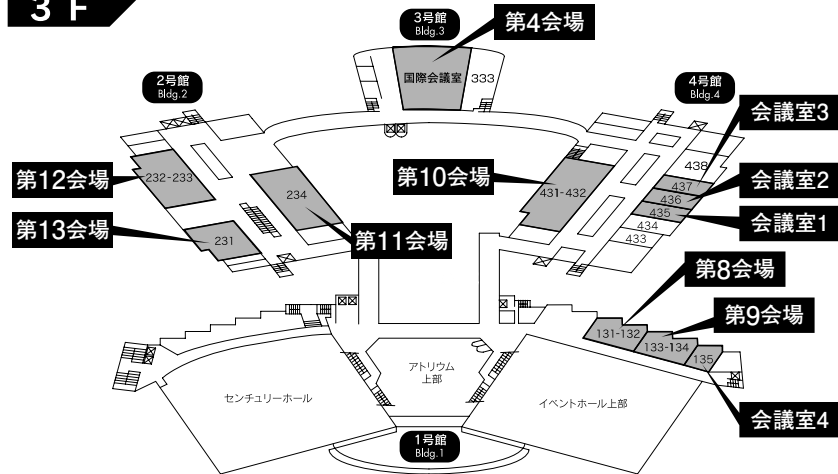 3 F
3号館
Bldg.3
第4会場
国際会議室
333
2号館
Bldg.2
4号館
Bldg.4
会議室3
438
第12会場
232-233
第10会場
431-432
437
会議室2
436
234
435
会議室1
第13会場
231
第11会場
434
433
第8会場
第9会場
131-132
133-134
135
アトリウム
上部
センチュリーホール
イベントホール上部
会議室4
1号館
Bldg.1